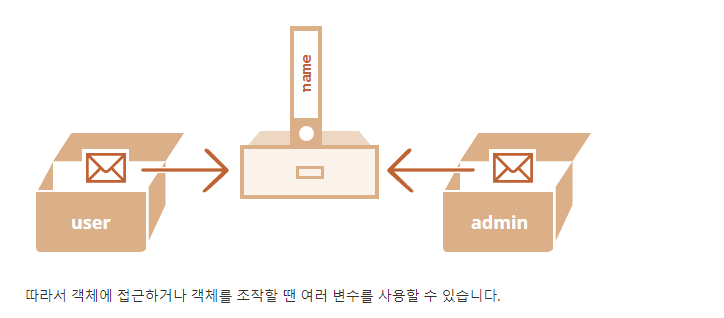 name
user
admin
따라서 객체에 접근하거나 객체를 조작할 땐 여러 변수를 사용할 수 있습니다.